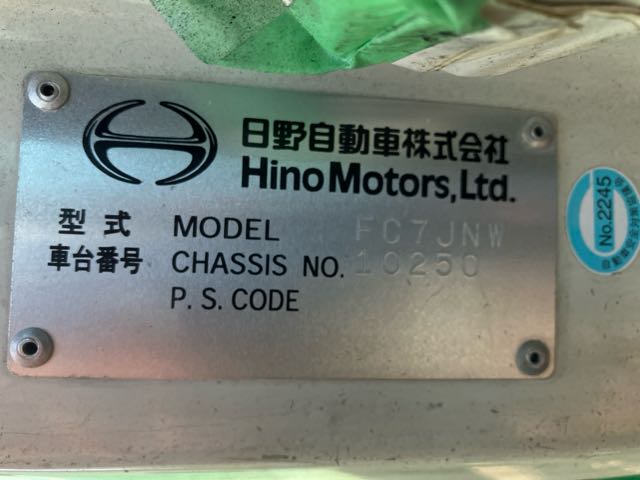 日野自動車株式会社
Hino Motors, Ltd.
型式 MODEL FC7JNW
車台番号 CHASSIS NO. 10250
P. S. CODE
No.2245